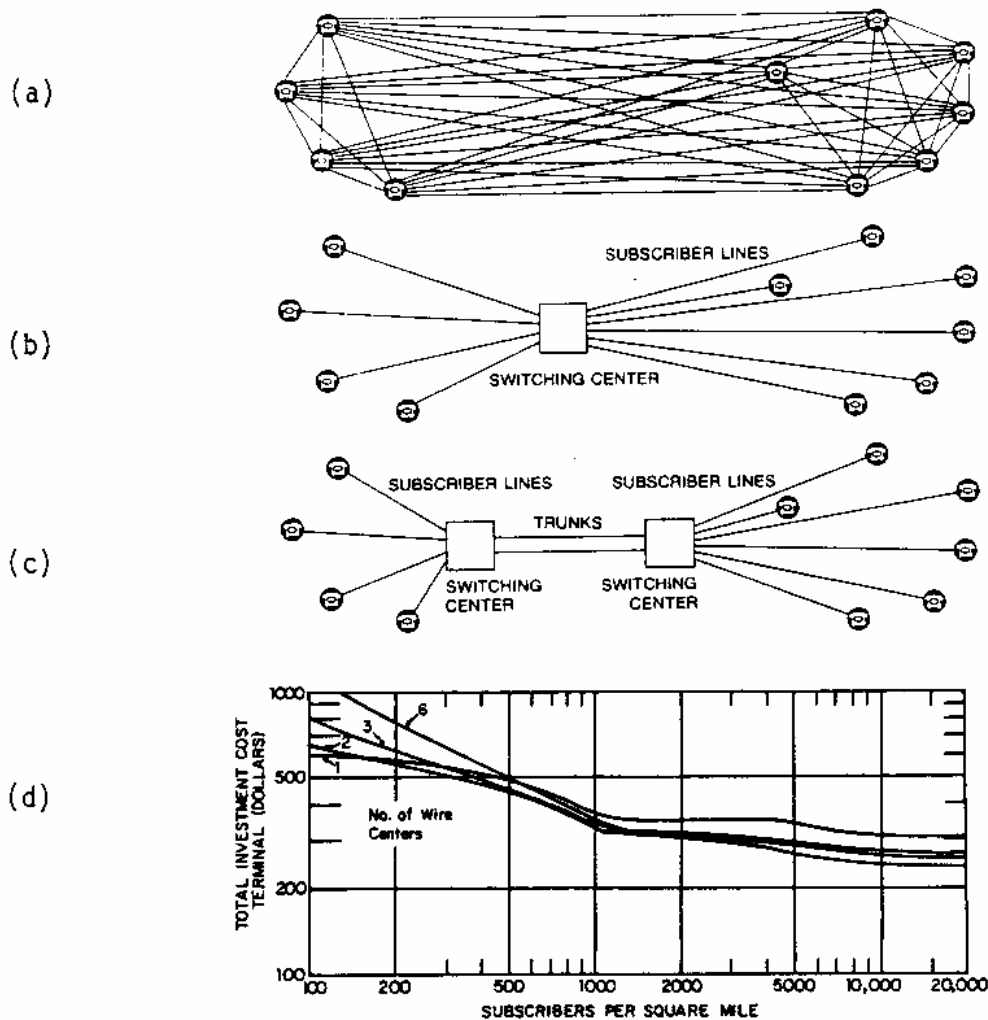 (a)
(b)
SUBSCRIBER LINES
SWITCHING CENTER
(c)
SUBSCRIBER LINES
SUBSCRIBER LINES
TRUNKS
SWITCHING
CENTER
SWITCHING
CENTER
(d)
TOTAL INVESTMENT COST
TERMINAL (DOLLARS)
1000
500
200
100
6
3
2
1
No. of Wire
Centers
100
200
500
1000
2000
5000
10,000
20,000
SUBSCRIBERS PER SQUARE MILE